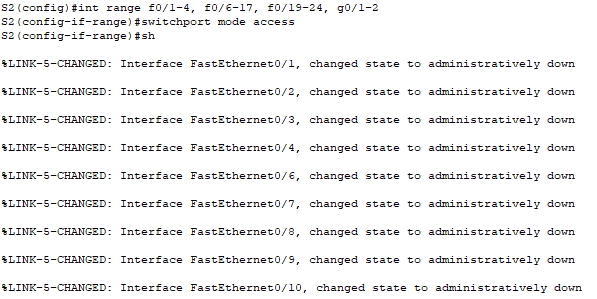 S2(config)#int range f0/1-4, f0/6-17, f0/19-24, g0/1-2
S2(config-if-range)#switchport mode access
S2(config-if-range)#sh
%LINK-5-CHANGED: Interface FastEthernet0/1, changed state to administratively down
%LINK-5-CHANGED: Interface FastEthernet0/2, changed state to administratively down
%LINK-5-CHANGED: Interface FastEthernet0/3, changed state to administratively down
%LINK-5-CHANGED: Interface FastEthernet0/4, changed state to administratively down
%LINK-5-CHANGED: Interface FastEthernet0/6, changed state to administratively down
%LINK-5-CHANGED: Interface FastEthernet0/7, changed state to administratively down
%LINK-5-CHANGED: Interface FastEthernet0/8, changed state to administratively down
%LINK-5-CHANGED: Interface FastEthernet0/9, changed state to administratively down
%LINK-5-CHANGED: Interface FastEthernet0/10, changed state to administratively down